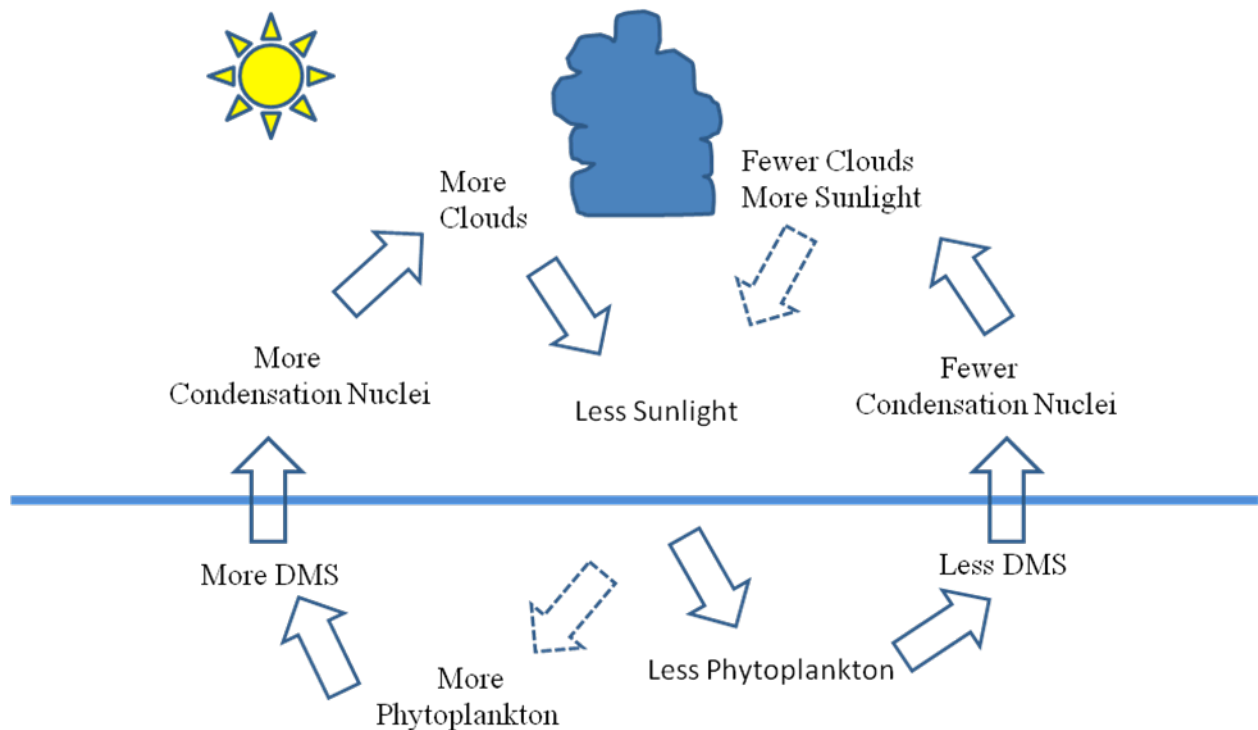 More
Clouds
Fewer Clouds
More Sunlight
More
Condensation Nuclei
Less Sunlight
Fewer
Condensation Nuclei
More DMS
Less DMS
More
Phytoplankton
Less Phytoplankton